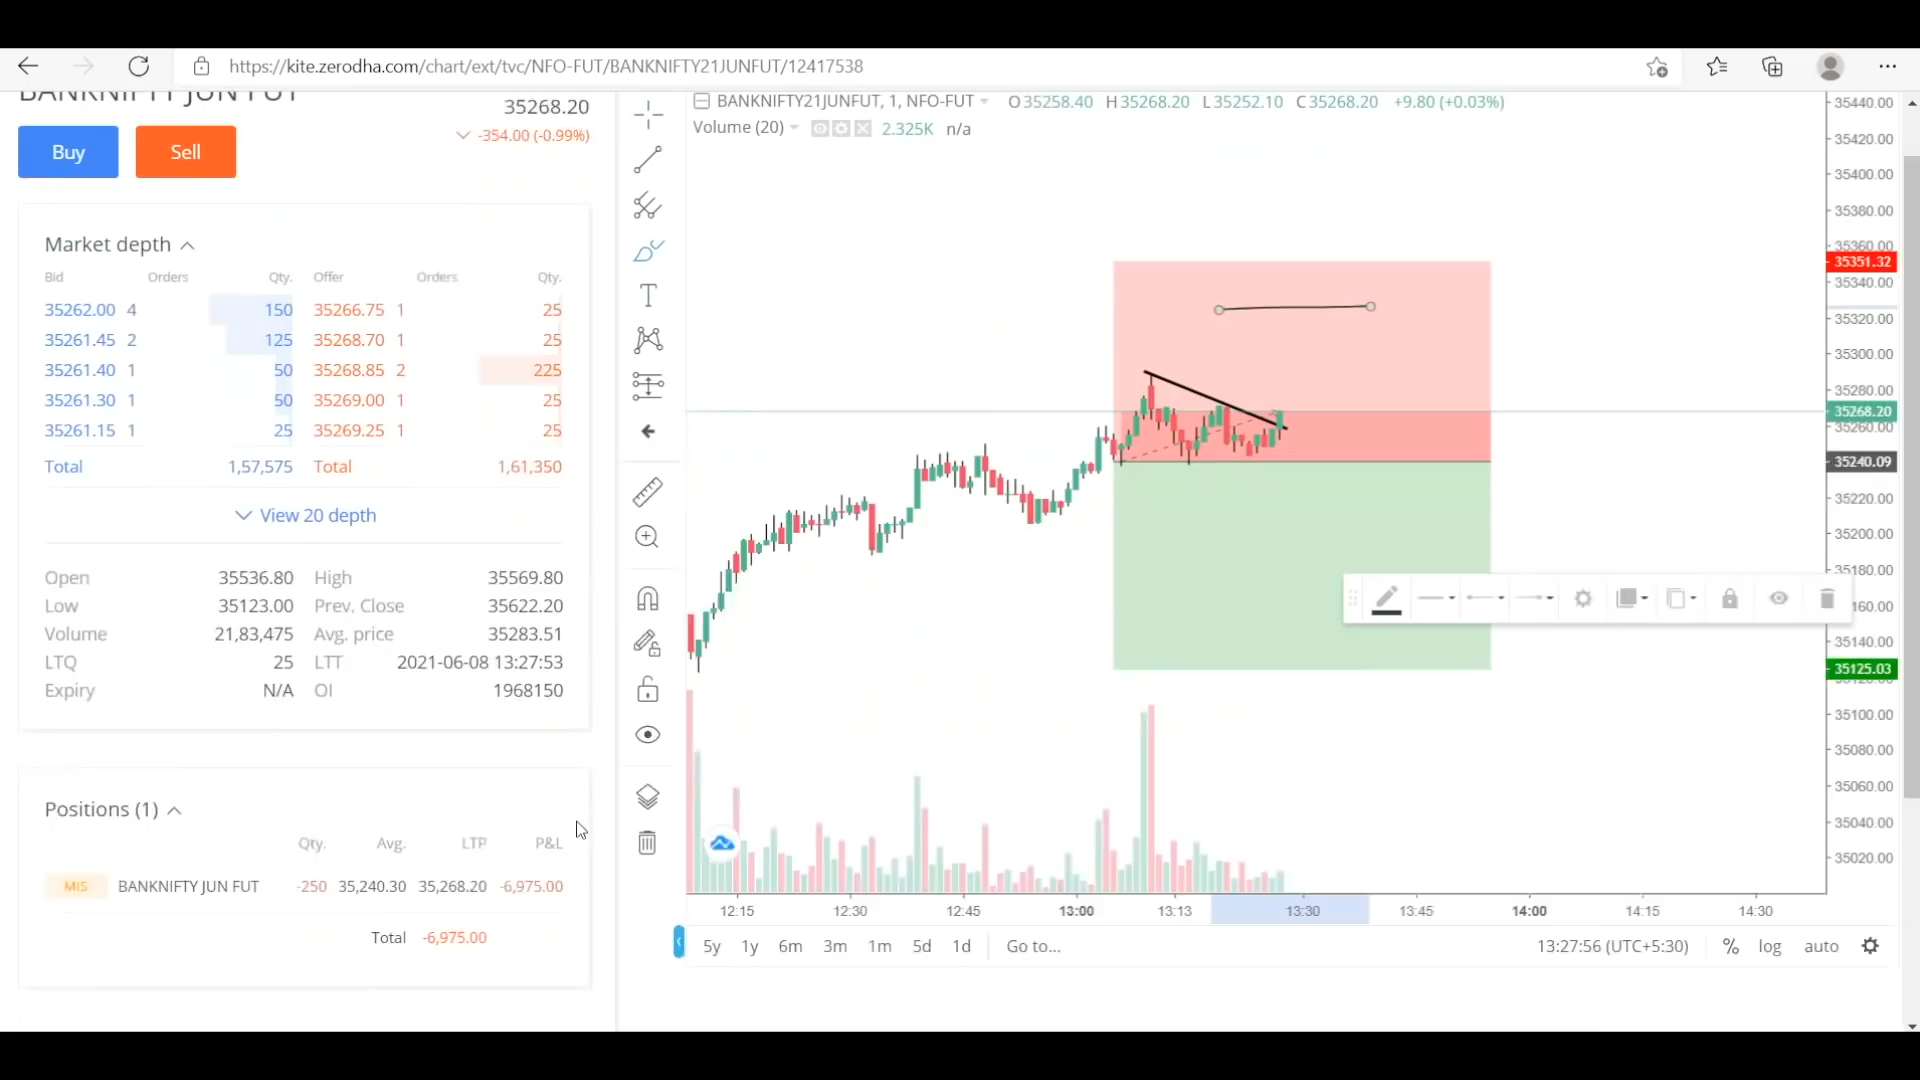 https://kite.zerodha.com/chart/ext/tvc/NFO-FUT/BANKNIFTY21JUNFUT/12417538
BANKNIFTY JUN FUT
35268.20
-354.00 (-0.99%)
Buy Sell
Market depth
Bid Orders Qty. Offer Orders Qty.
35262.00 4 150 35266.75 1 25
35261.45 2 125 35268.70 1 25
35261.40 1 50 35268.85 2 225
35261.30 1 50 35269.00 1 25
35261.15 1 25 35269.25 1 25
Total 1,57,575 Total 1,61,350
View 20 depth
Open 35536.80 High 35569.80
Low 35123.00 Prev. Close 35622.20
Volume 21,83,475 Avg. price 35283.51
LTQ 25 LTT 2021-06-08 13:27:53
Expiry N/A OI 1968150
Positions (1)
Qty. Avg. LTP P&L
MIS BANKNIFTY JUN FUT -250 35,240.30 35,268.20 -6,975.00
Total -6,975.00
BANKNIFTY21JUNFUT, 1, NFO-FUT O35258.40 H35268.20 L35252.10 C35268.20 +9.80 (+0.03%)
Volume (20) 2.325K n/a
35440.00
35420.00
35400.00
35380.00
35360.00
35351.32
35340.00
35320.00
35300.00
35280.00
35268.20
35260.00
35240.09
35220.00
35200.00
35180.00
160.00
35140.00
35125.03
35100.00
35080.00
35060.00
35040.00
35020.00
12:15 12:30 12:45 13:00 13:13 13:30 13:45 14:00 14:15 14:30
5y 1y 6m 3m 1m 5d 1d Go to... 13:27:56 (UTC+5:30) % log auto